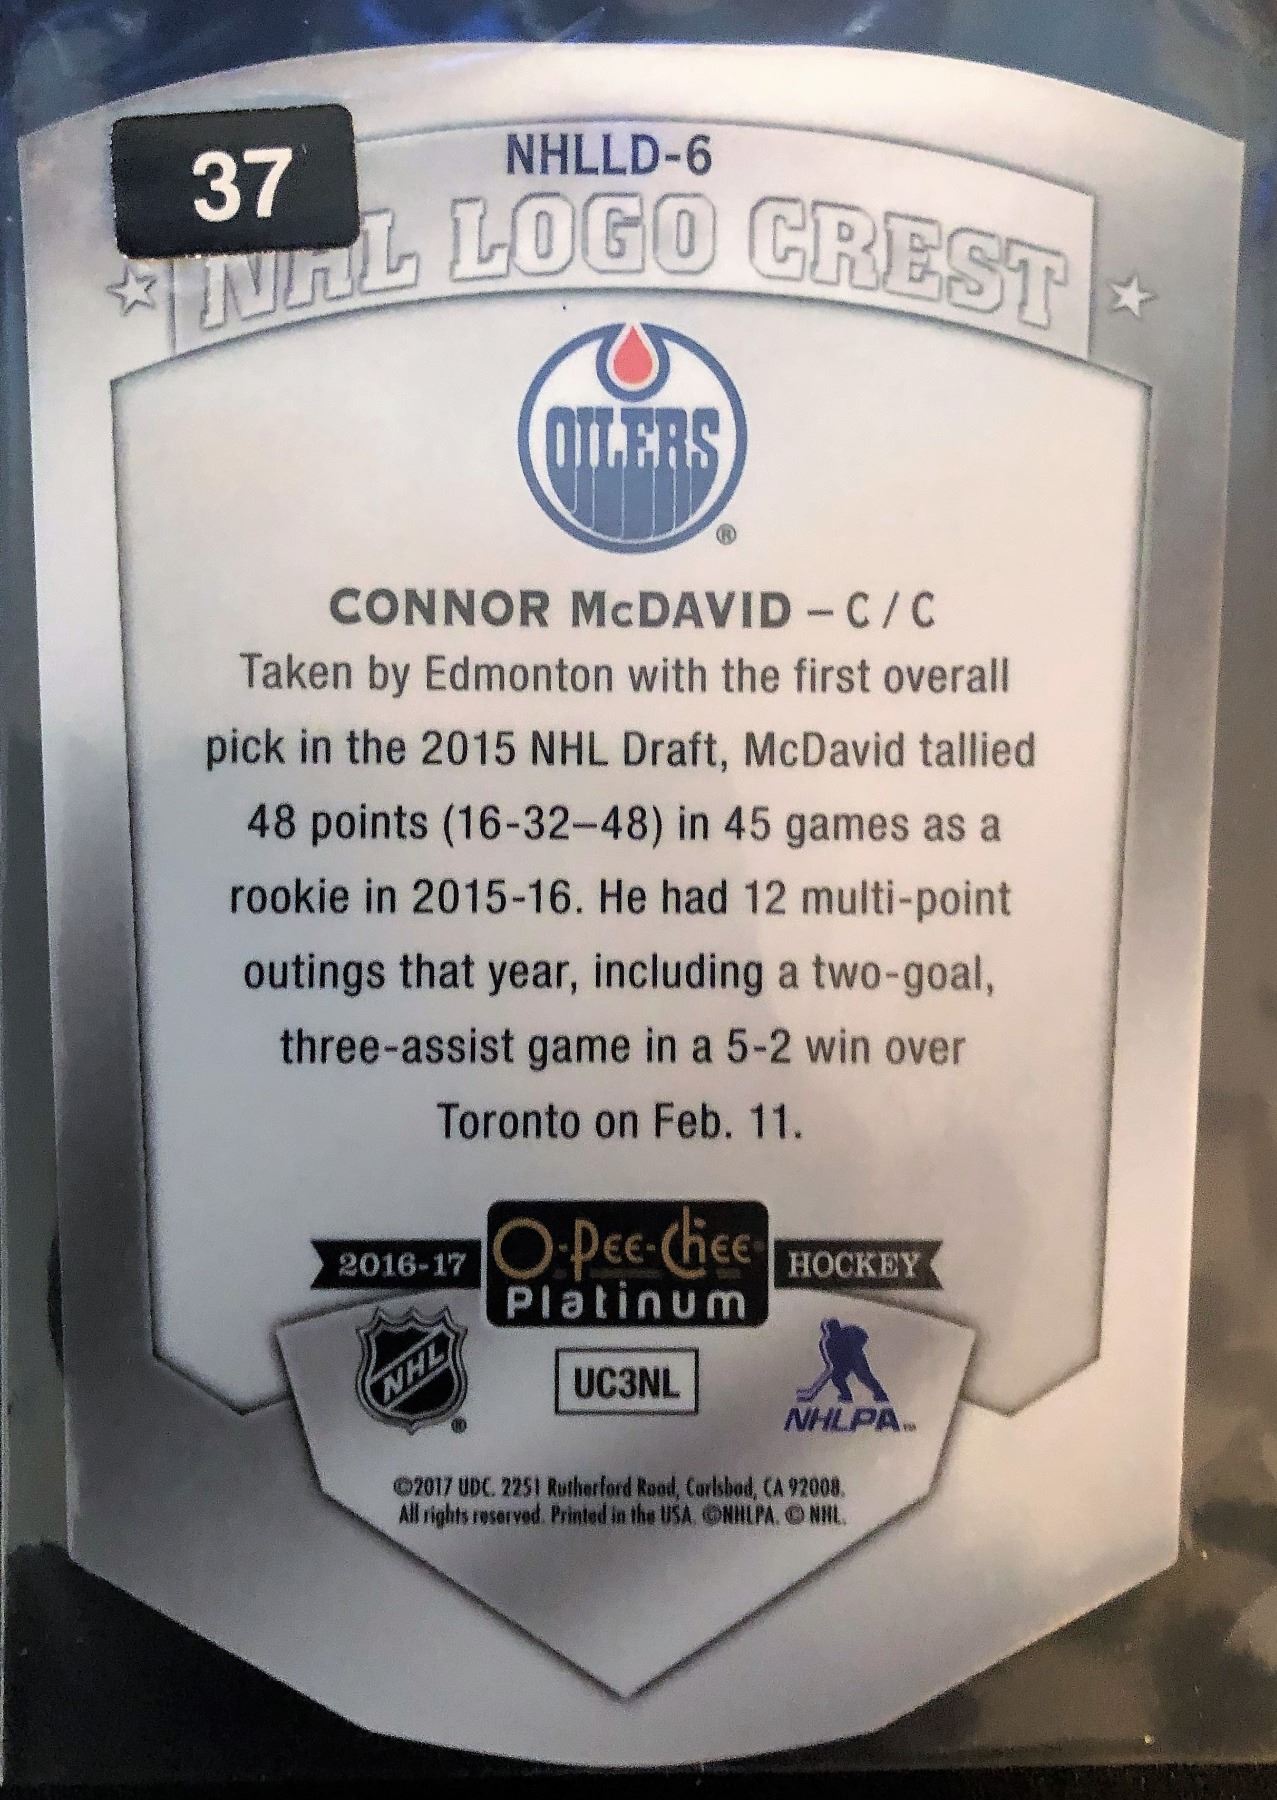 37
NHLLD-6
NHL LOGO CREST
OILERS
®
CONNOR McDAVID – C / C
Taken by Edmonton with the first overall
pick in the 2015 NHL Draft, McDavid tallied
48 points (16-32–48) in 45 games as a
rookie in 2015-16. He had 12 multi-point
outings that year, including a two-goal,
three-assist game in a 5-2 win over
Toronto on Feb. 11.
2016-17 O-Pee-Chee HOCKEY
Platinum
NHL ® UC3NL NHLPA™
©2017 UDC. 2251 Rutherford Road, Carlsbad, CA 92008.
All rights reserved. Printed in the USA. ©NHLPA. © NHL.